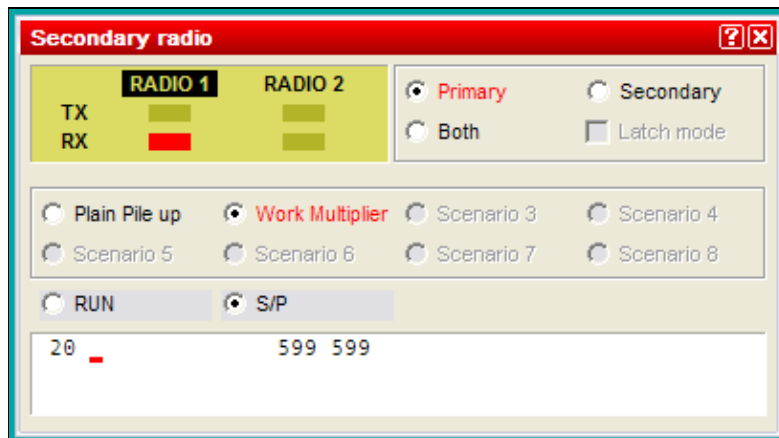 Secondary radio
RADIO 1 RADIO 2
TX
RX
Primary Secondary
Both Latch mode
Plain Pile up Work Multiplier Scenario 3 Scenario 4
Scenario 5 Scenario 6 Scenario 7 Scenario 8
RUN S/P
20 599 599